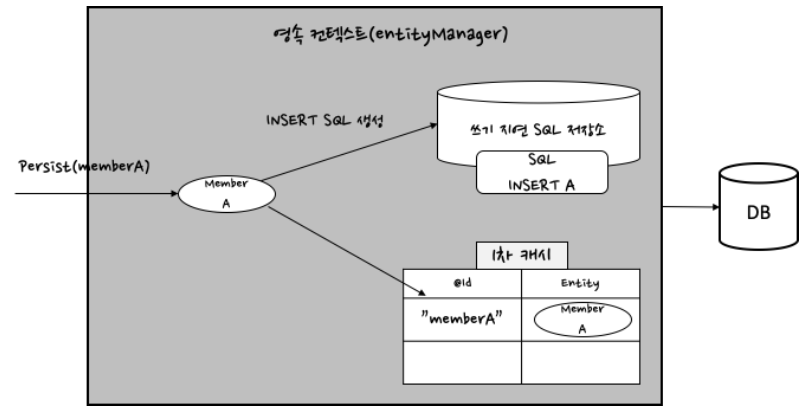 영속 컨텍스트(entityManager)
INSERT SQL 생성
쓰기 지연 SQL 저장소
SQL
INSERT A
Persist(memberA)
Member
A
DB
1차 캐시
@Id Entity
"memberA" Member
A